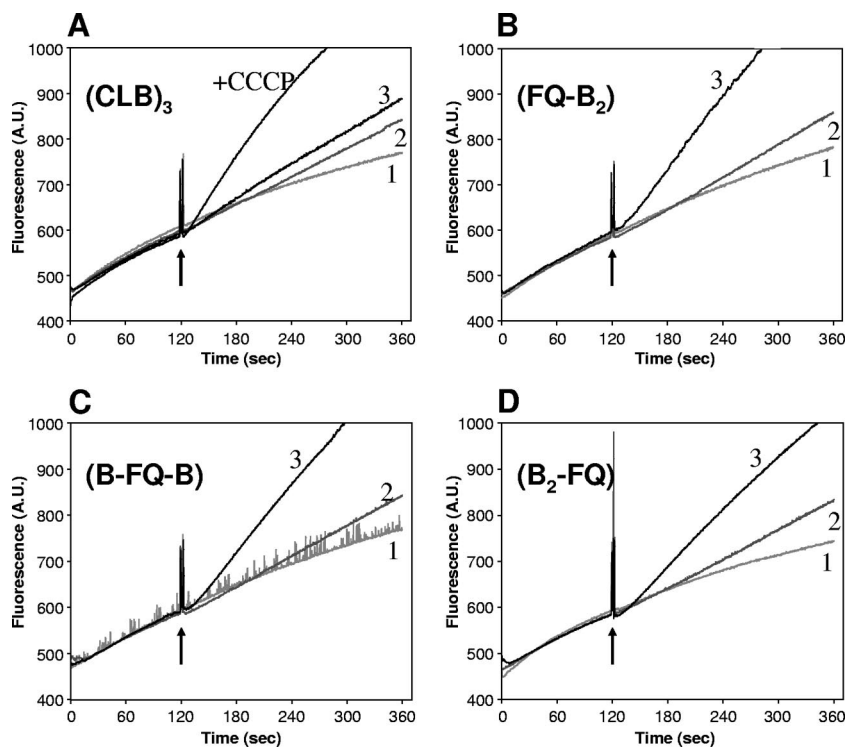 A
1000
900
800
700
600
500
400
Fluorescence (A.U.)
(CLB)3
+CCCP
3
2
1
0 60 120 180 240 300 360
Time (sec)
B
1000
900
800
700
600
500
400
Fluorescence (A.U.)
(FQ-B2)
3
2
1
0 60 120 180 240 300 360
Time (sec)
C
1000
900
800
700
600
500
400
Fluorescence (A.U.)
(B-FQ-B)
3
2
1
0 60 120 180 240 300 360
Time (sec)
D
1000
900
800
700
600
500
400
Fluorescence (A.U.)
(B2-FQ)
3
2
1
0 60 120 180 240 300 360
Time (sec)